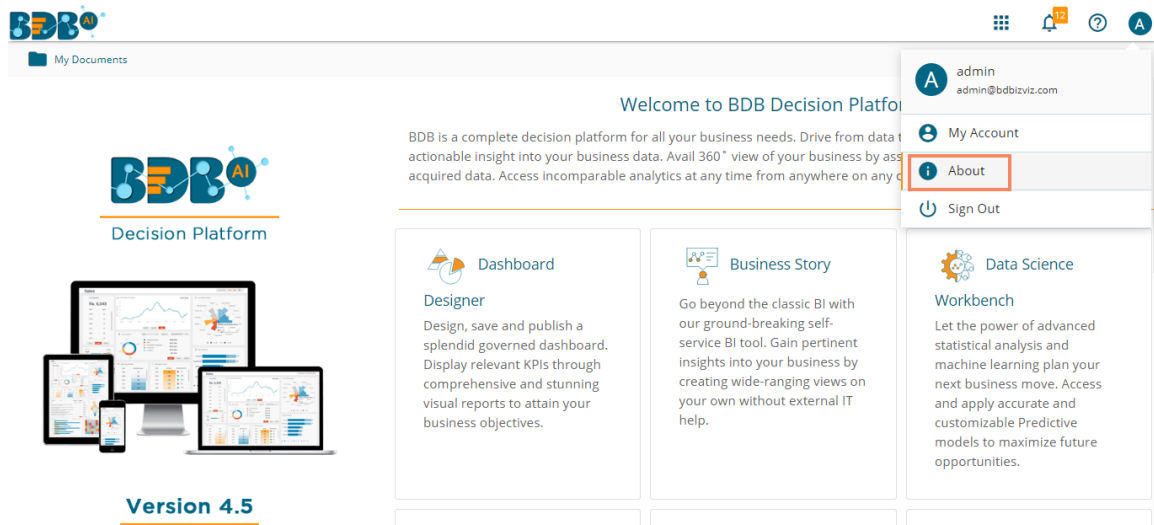 BDB AI
12
A
My Documents
A
admin
admin@bdbizviz.com
My Account
About
Sign Out
Welcome to BDB Decision Platfor
BDB is a complete decision platform for all your business needs. Drive from data t
actionable insight into your business data. Avail 360˚ view of your business by ass
acquired data. Access incomparable analytics at any time from anywhere on any
BDB AI
Decision Platform
Version 4.5
Dashboard
Designer
Design, save and publish a
splendid governed dashboard.
Display relevant KPIs through
comprehensive and stunning
visual reports to attain your
business objectives.
Business Story
Go beyond the classic BI with
our ground-breaking self-
service BI tool. Gain pertinent
insights into your business by
creating wide-ranging views on
your own without external IT
help.
Data Science
Workbench
Let the power of advanced
statistical analysis and
machine learning plan your
next business move. Access
and apply accurate and
customizable Predictive
models to maximize future
opportunities.